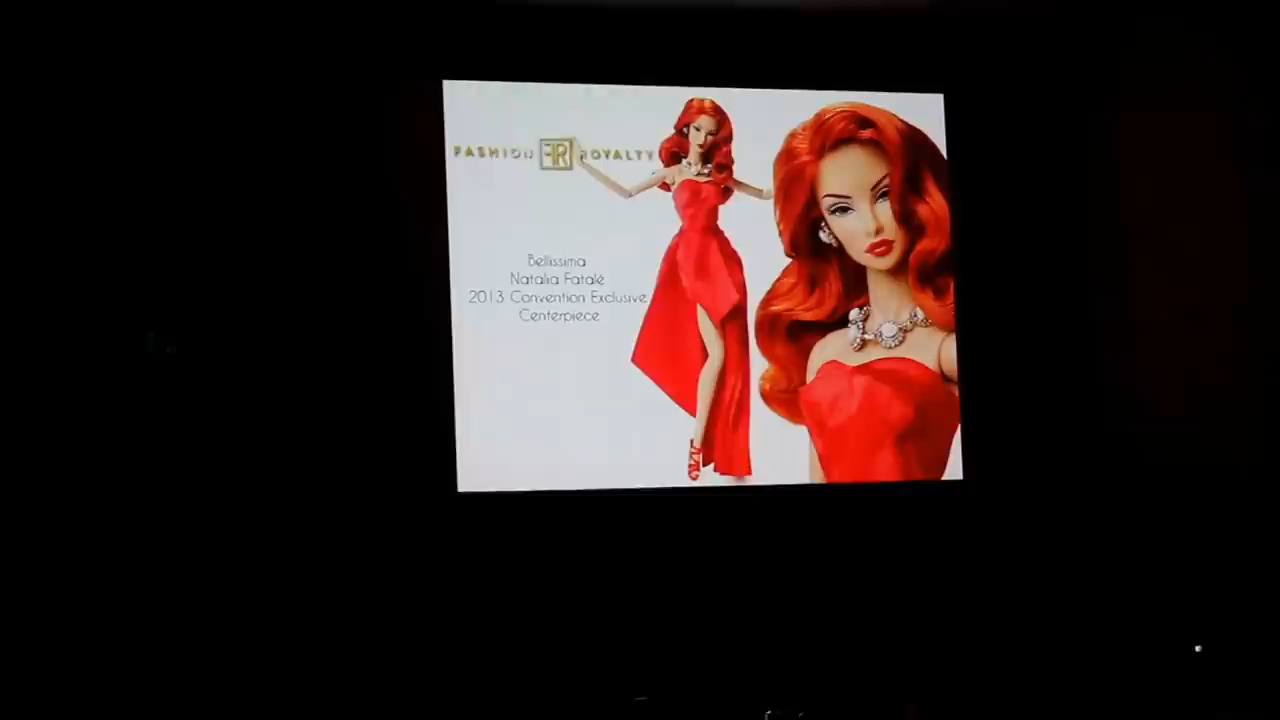 FASHION FR ROYALTY
Bellissima
Natalia Fatalé
2013 Convention Exclusive
Centerpiece